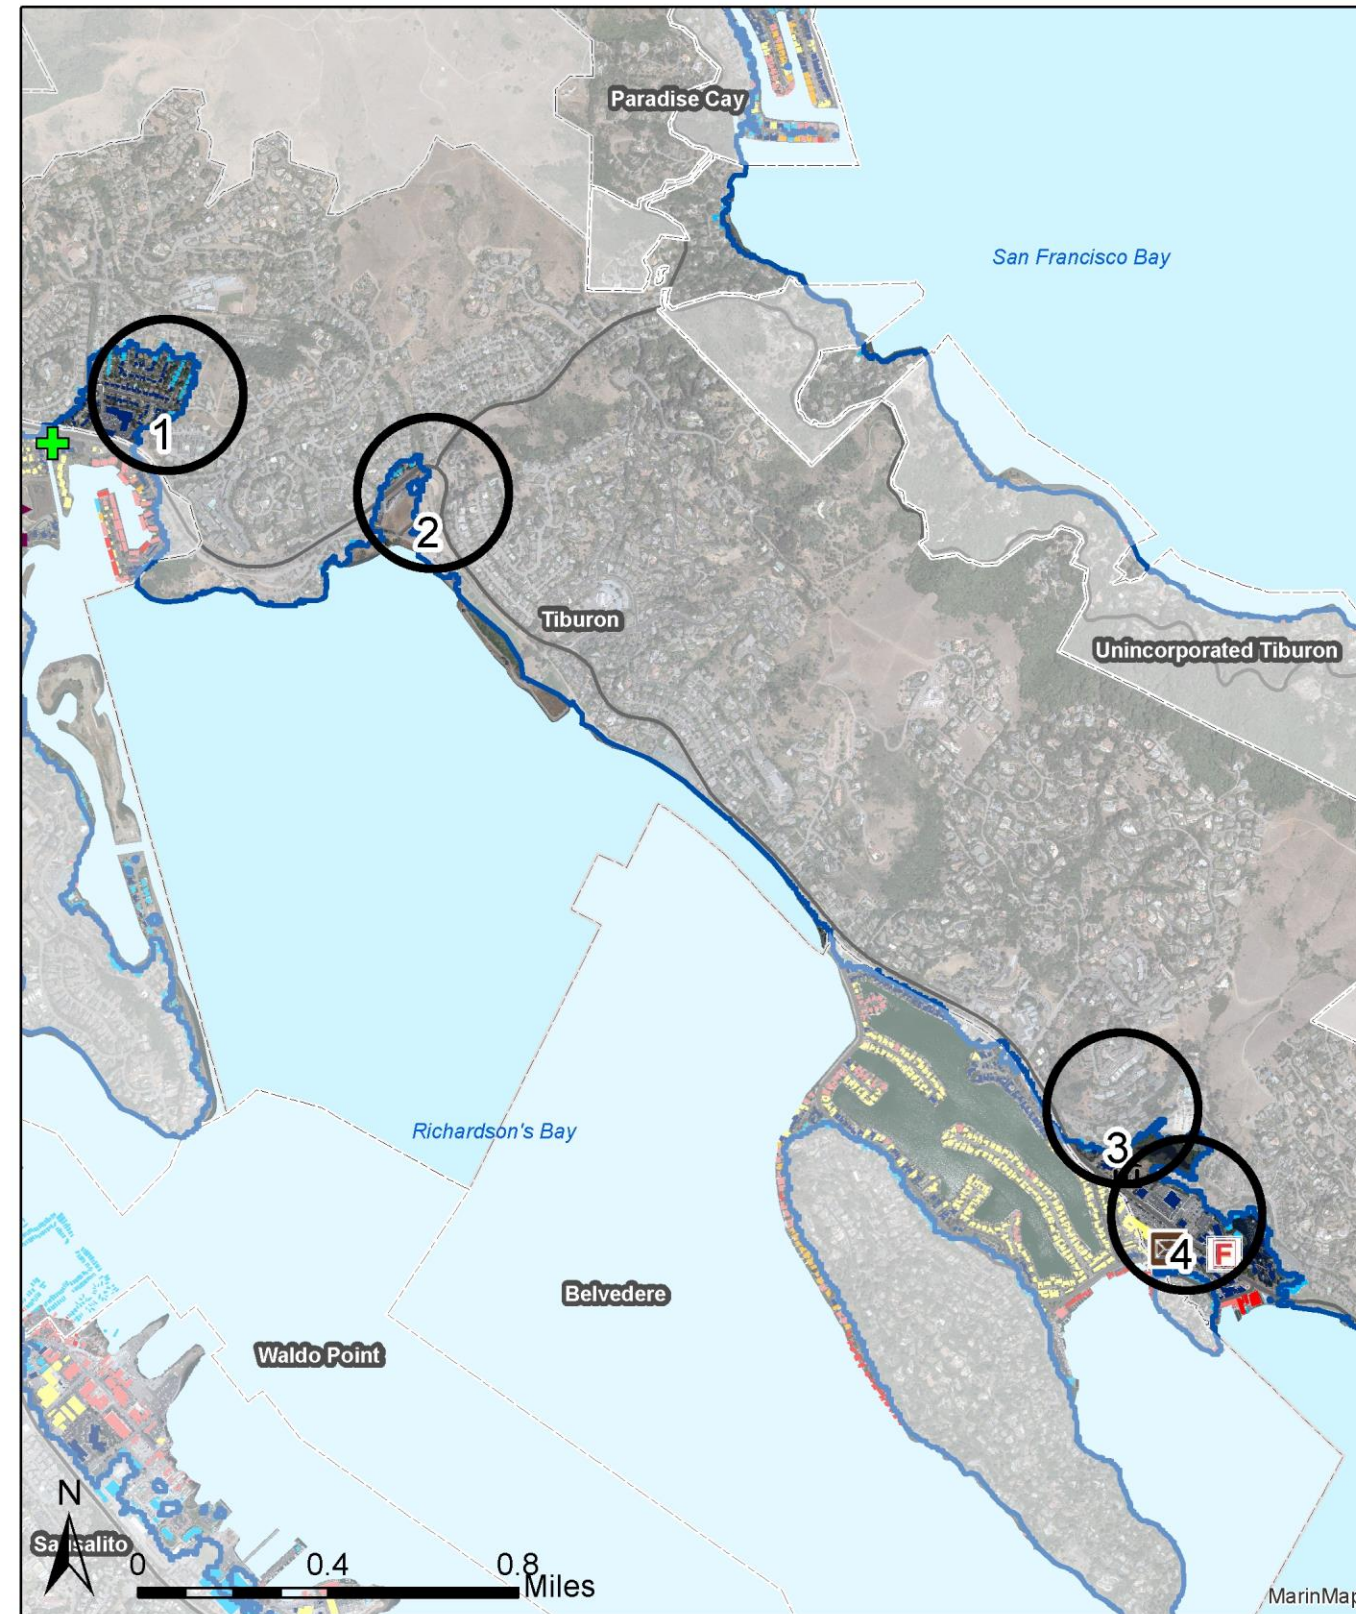 Paradise Cay
San Francisco Bay
1
2
Tiburon
Unincorporated Tiburon
3
4
F
Richardson's Bay
Belvedere
Waldo Point
N
Sausalito
0 0.4 0.8
Miles
MarinMap